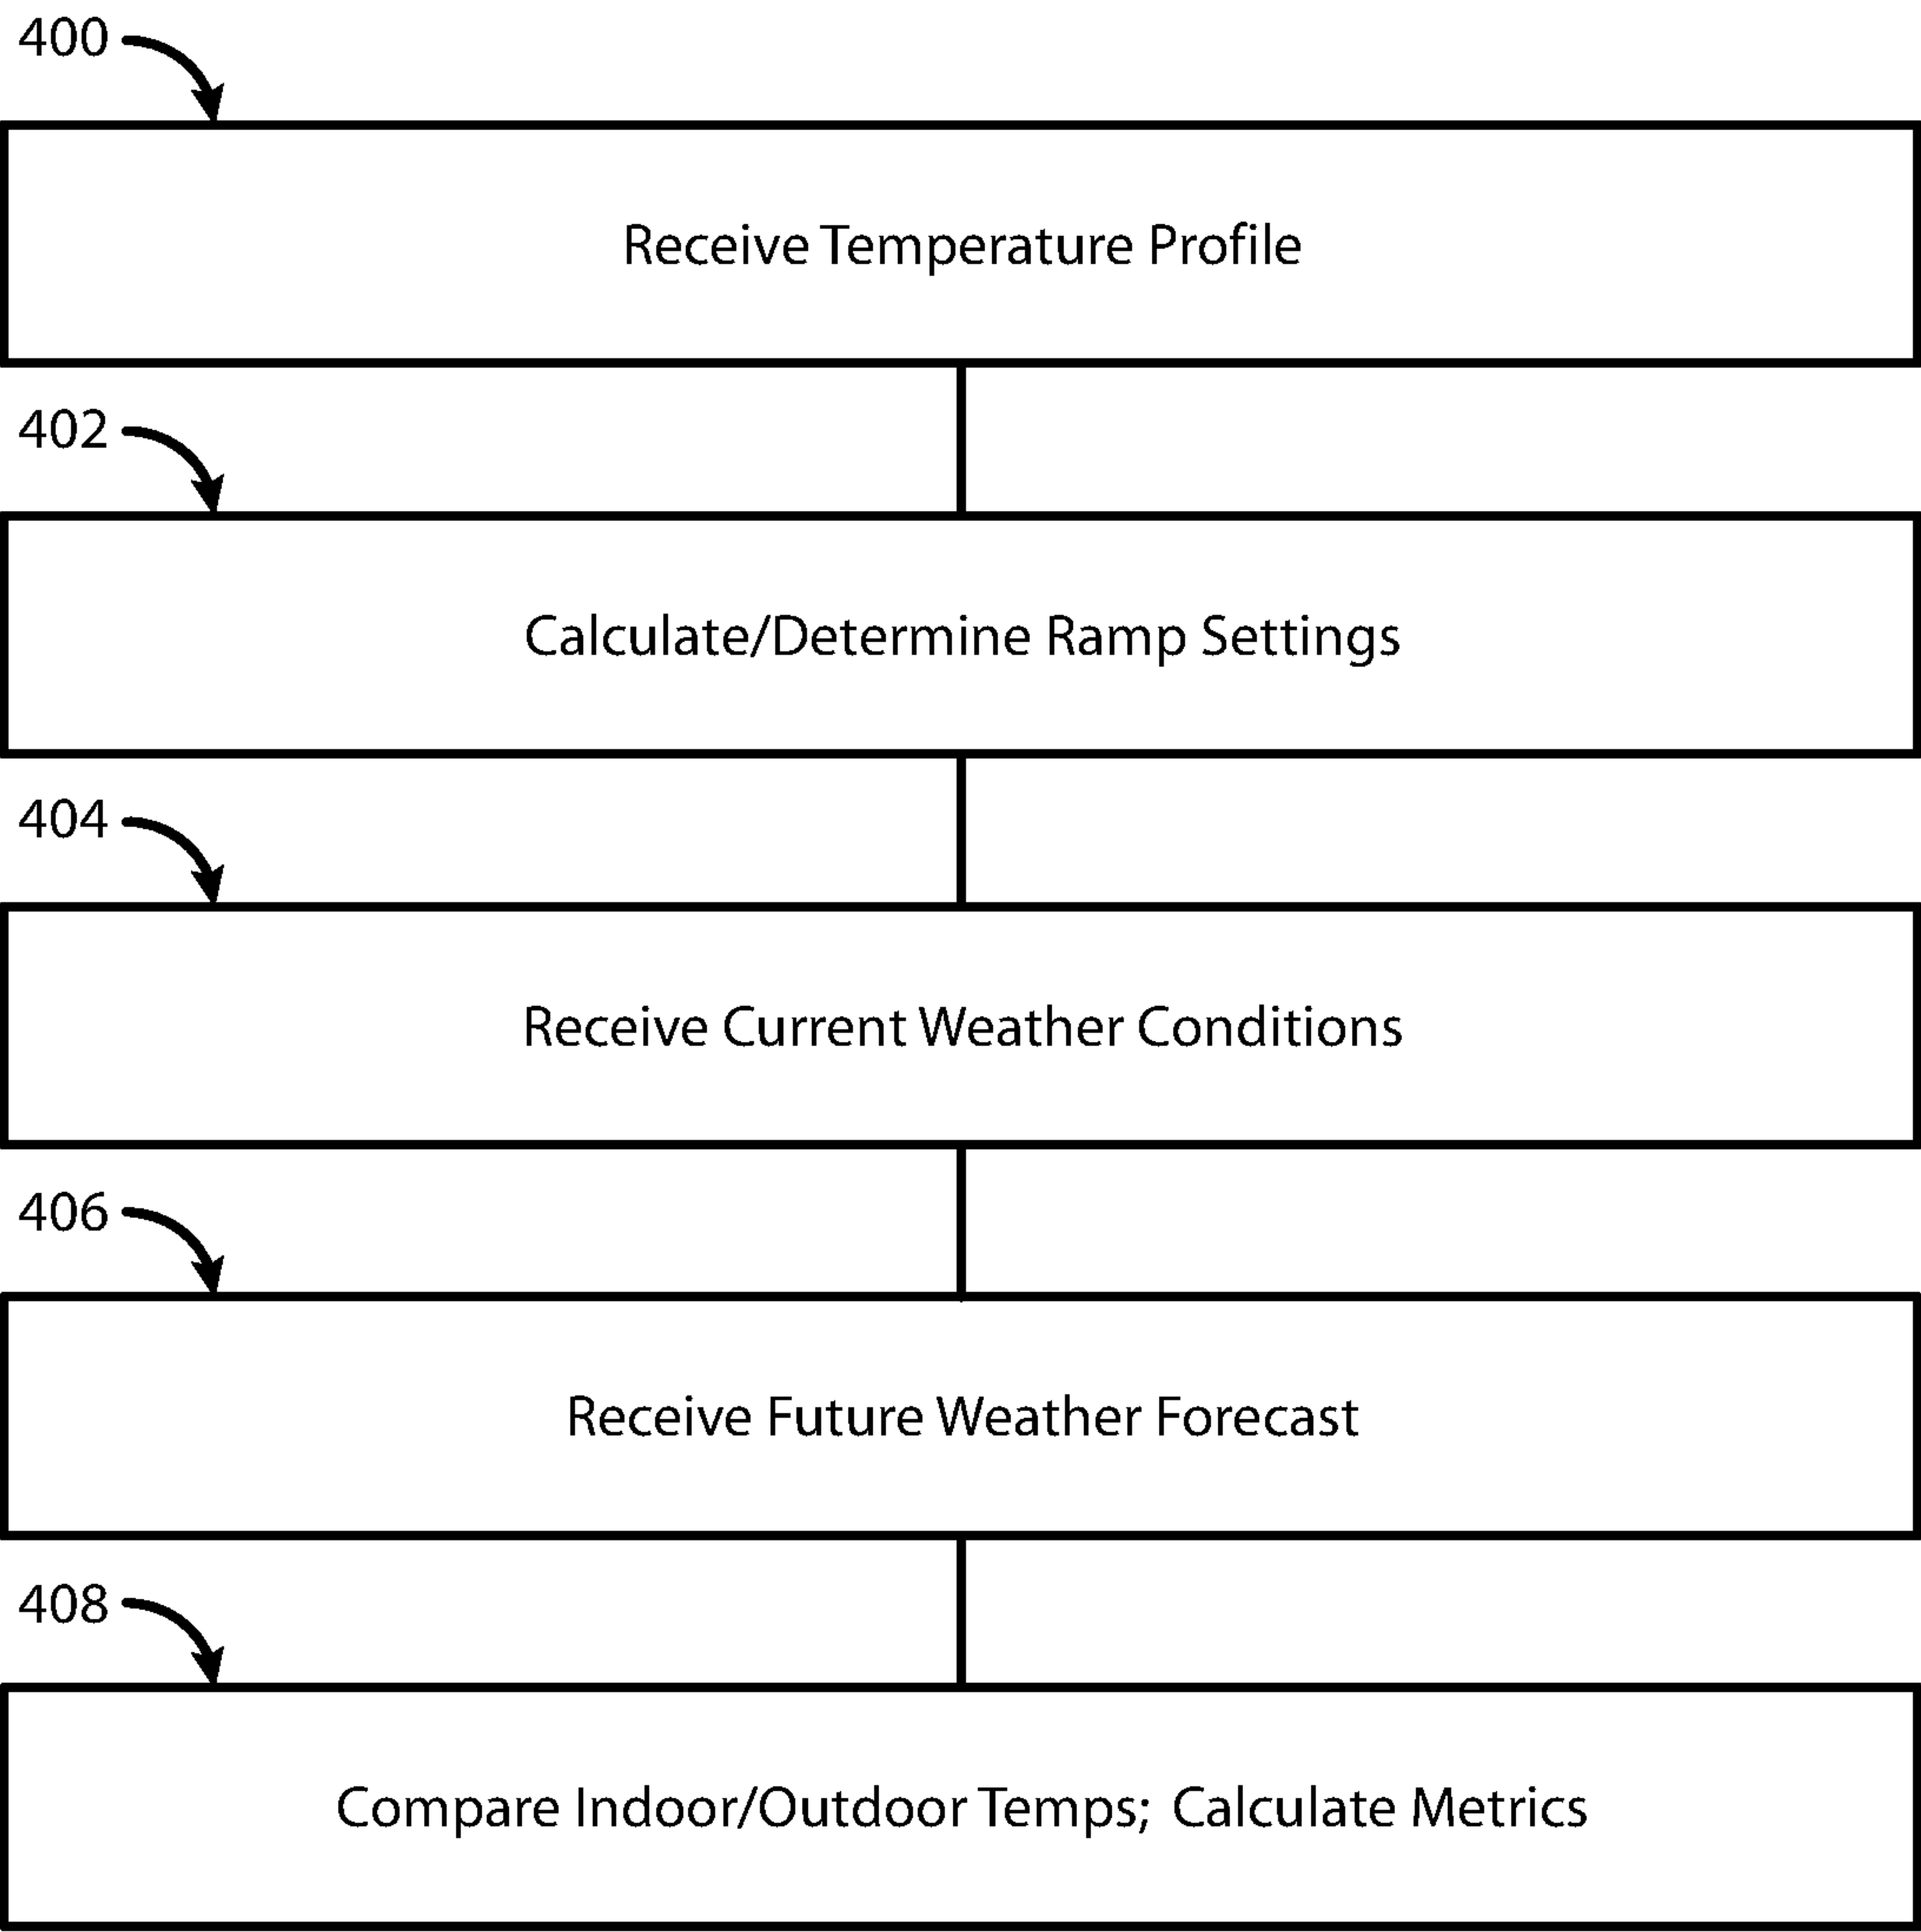 400
Receive Temperature Profile
402
Calculate/Determine Ramp Settings
404
Receive Current Weather Conditions
406
Receive Future Weather Forecast
408
Compare Indoor/Outdoor Temps; Calculate Metrics